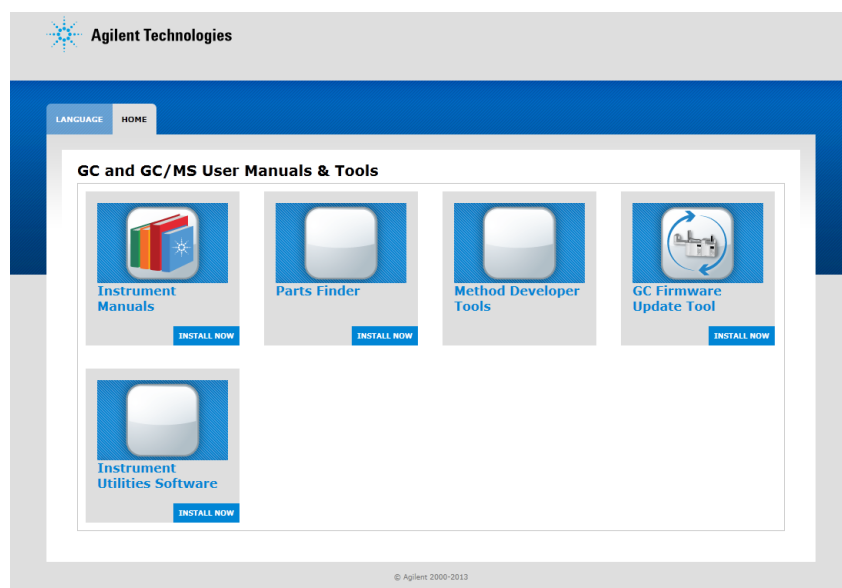 Agilent Technologies
LANGUAGE HOME
GC and GC/MS User Manuals & Tools
Instrument
Manuals
INSTALL NOW
Parts Finder
INSTALL NOW
Method Developer
Tools
GC Firmware
Update Tool
INSTALL NOW
Instrument
Utilities Software
INSTALL NOW
© Agilent 2000-2013